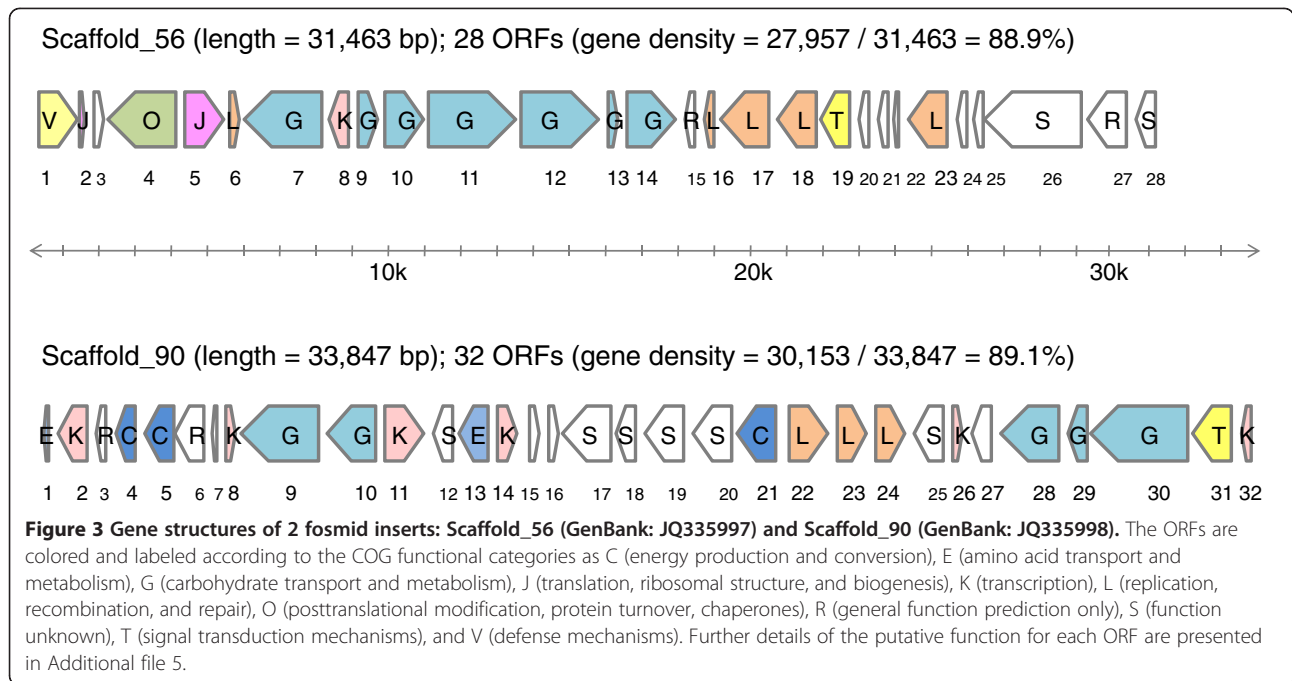 Scaffold_56 (length = 31,463 bp); 28 ORFs (gene density = 27,957 / 31,463 = 88.9%)
V J O J L G K G G G G G G R L L L T L S R S
1 2 3 4 5 6 7 8 9 10 11 12 13 14 15 16 17 18 19 20 21 22 23 24 25 26 27 28
10k 20k 30k
Scaffold_90 (length = 33,847 bp); 32 ORFs (gene density = 30,153 / 33,847 = 89.1%)
E K R C C R K G G K S E K S S S S C L L L S K G G G T K
1 2 3 4 5 6 7 8 9 10 11 12 13 14 15 16 17 18 19 20 21 22 23 24 25 26 27 28 29 30 31 32
Figure 3 Gene structures of 2 fosmid inserts: Scaffold_56 (GenBank: JQ335997) and Scaffold_90 (GenBank: JQ335998). The ORFs are
colored and labeled according to the COG functional categories as C (energy production and conversion), E (amino acid transport and
metabolism), G (carbohydrate transport and metabolism), J (translation, ribosomal structure, and biogenesis), K (transcription), L (replication,
recombination, and repair), O (posttranslational modification, protein turnover, chaperones), R (general function prediction only), S (function
unknown), T (signal transduction mechanisms), and V (defense mechanisms). Further details of the putative function for each ORF are presented
in Additional file 5.